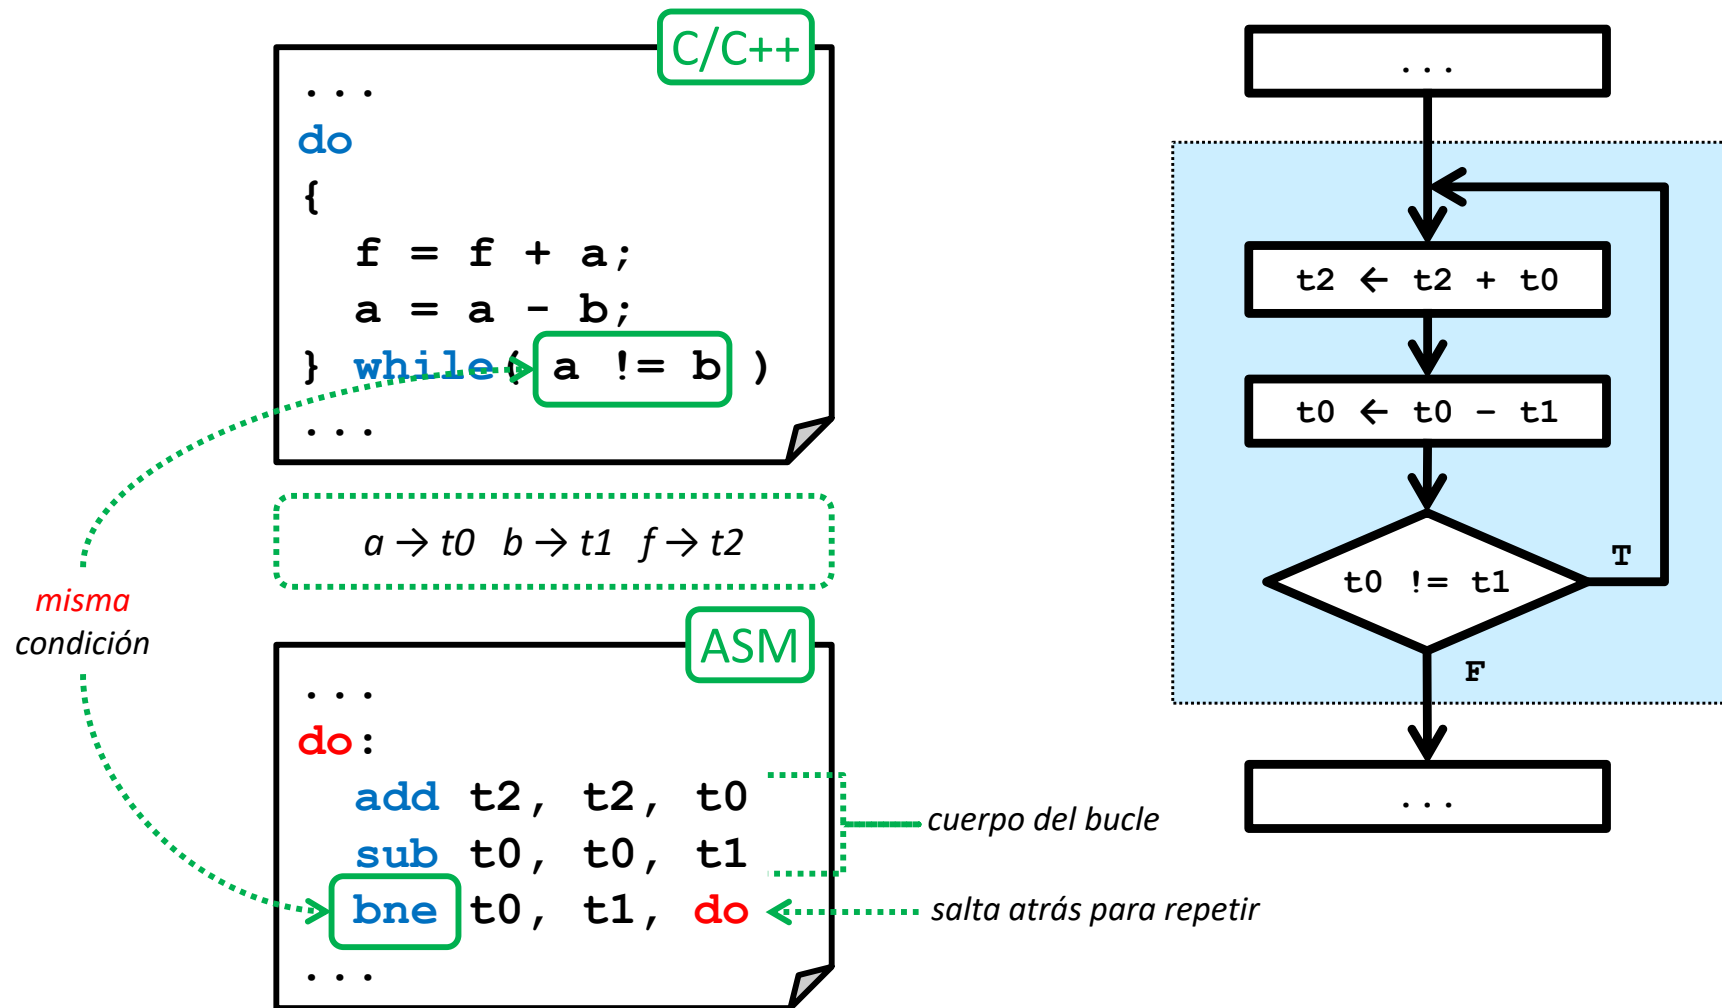 C/C++
...
do
{
f = f + a;
a = a - b;
} while( a != b )
...
a → t0 b → t1 f → t2
misma
condición
ASM
...
do:
add t2, t2, t0
sub t0, t0, t1
bne t0, t1, do
...
cuerpo del bucle
salta atrás para repetir
...
t2 ← t2 + t0
t0 ← t0 – t1
t0 != t1
T
F
...